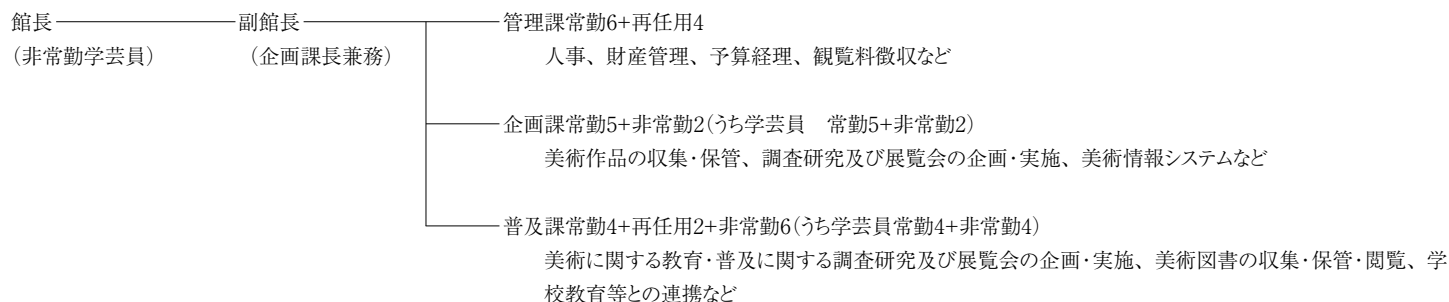 館長 副館長 管理課常勤6+再任用4
(非常勤学芸員) (企画課長兼務) 人事、財産管理、予算経理、観覧料徴収など
企画課常勤5+非常勤2(うち学芸員　常勤5+非常勤2)
美術作品の収集・保管、調査研究及び展覧会の企画・実施、美術情報システムなど
普及課常勤4+再任用2+非常勤6(うち学芸員常勤4+非常勤4)
美術に関する教育・普及に関する調査研究及び展覧会の企画・実施、美術図書の収集・保管・閲覧、学
校教育等との連携など